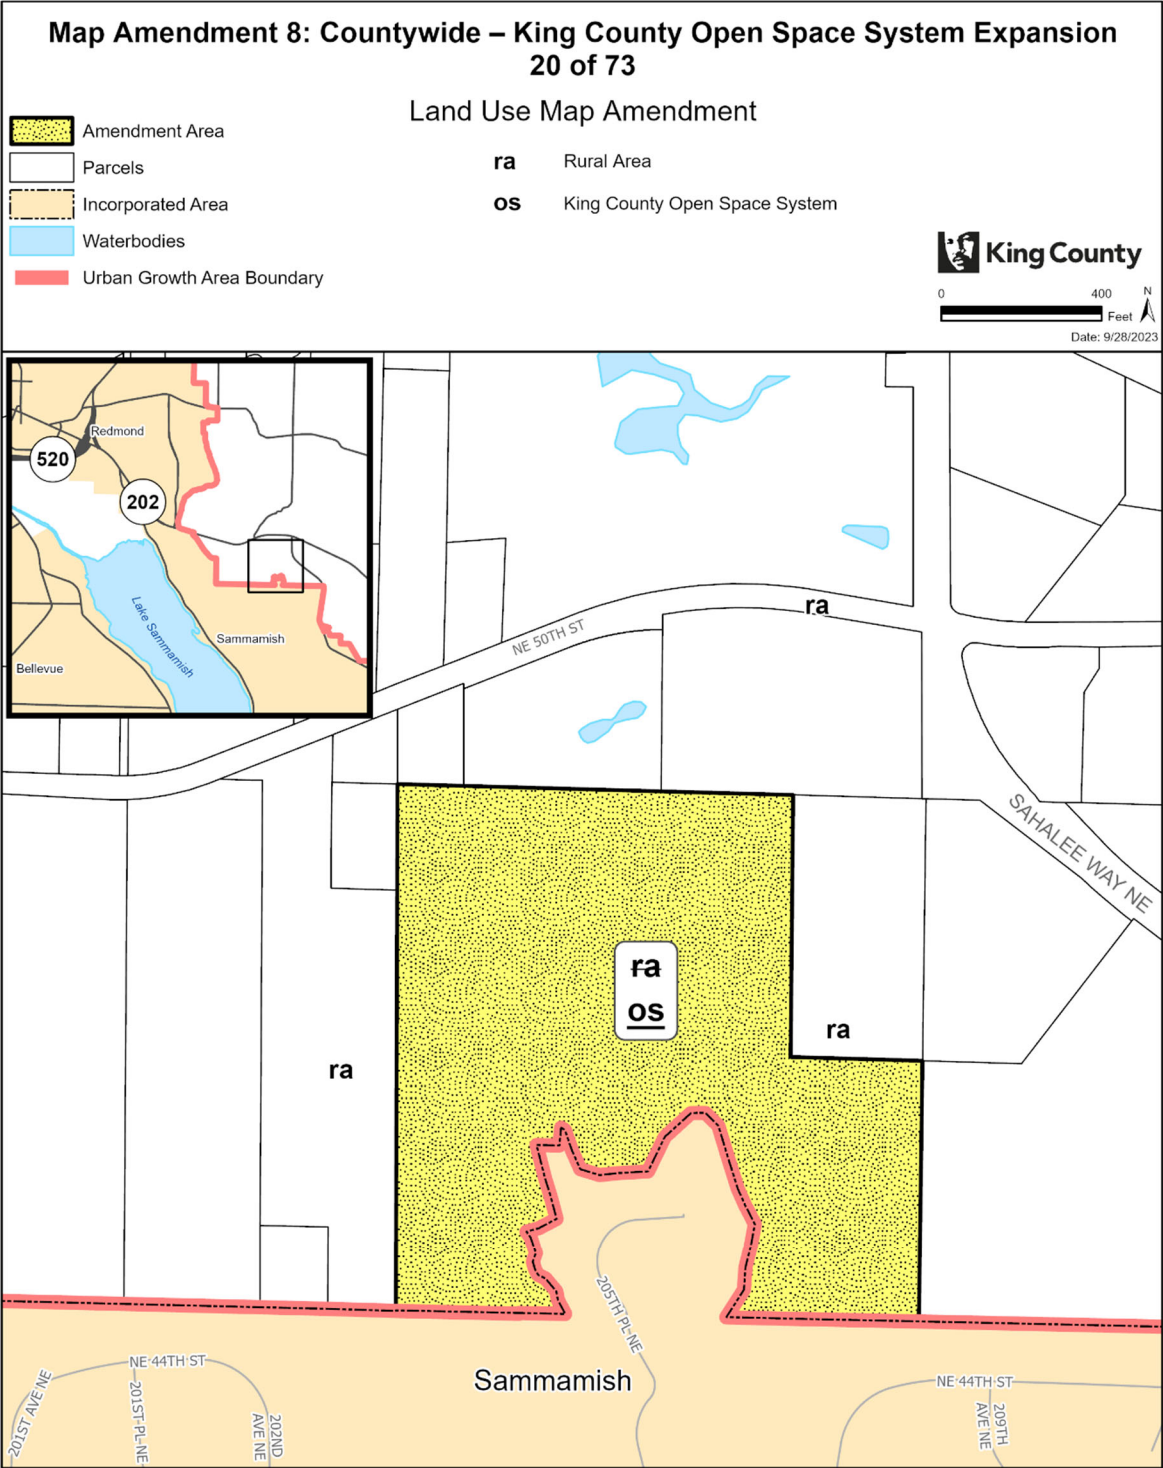 Map Amendment 8: Countywide – King County Open Space System Expansion
20 of 73
Land Use Map Amendment
Amendment Area
Parcels
Incorporated Area
Waterbodies
Urban Growth Area Boundary
ra Rural Area
os King County Open Space System
King County
0 400
Feet
N
Date: 9/28/2023
Redmond
520
202
Lake Sammamish
Sammamish
Bellevue
NE 50TH ST
ra
SAHALEE WAY NE
ra
os
ra
ra
205TH PL NE
Sammamish
NE 44TH ST
201ST AVE NE
201ST PL NE
202ND
AVE NE
NE 44TH ST
209TH
AVE NE